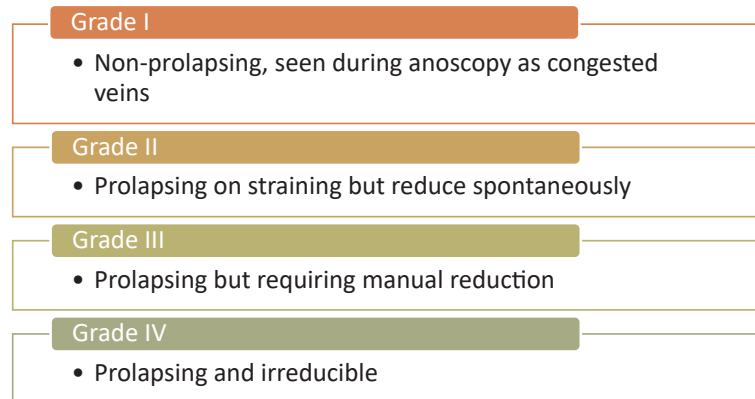 Grade I
• Non-prolapsing, seen during anoscopy as congested
veins
Grade II
• Prolapsing on straining but reduce spontaneously
Grade III
• Prolapsing but requiring manual reduction
Grade IV
• Prolapsing and irreducible